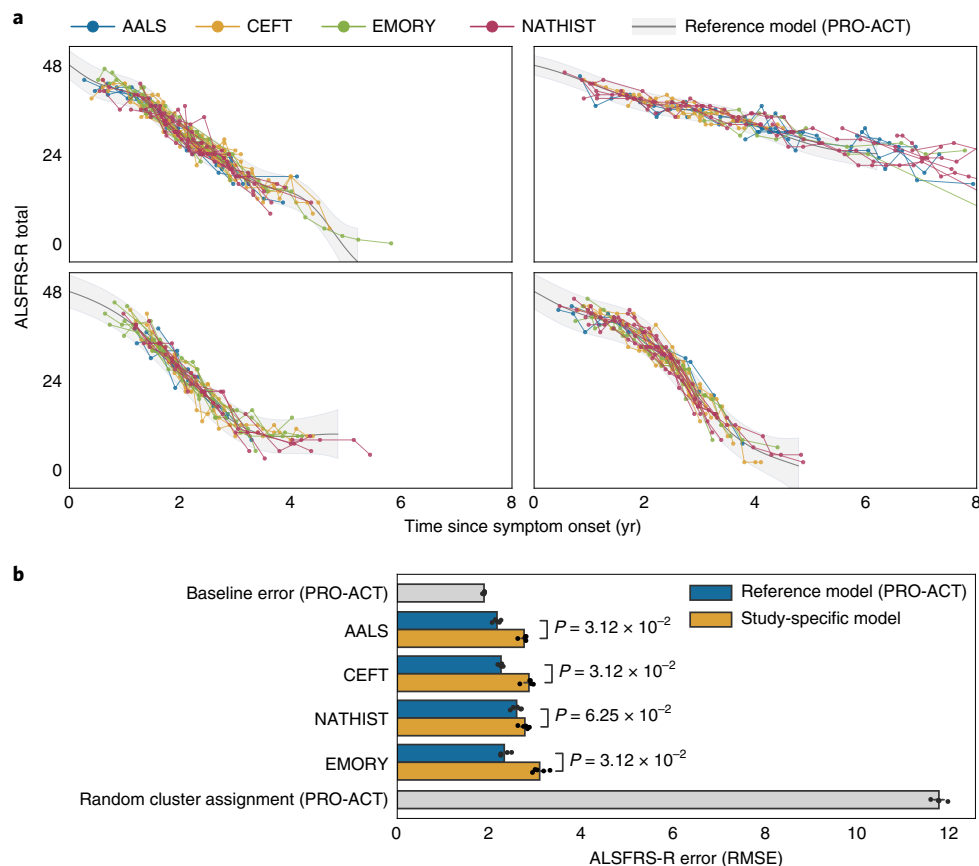 a
AALS CEFT EMORY NATHIST Reference model (PRO-ACT)
48
24
0
48
24
0
ALSFRS-R total
0 2 4 6 8 0 2 4 6 8
Time since symptom onset (yr)
b
Baseline error (PRO-ACT)
AALS
CEFT
NATHIST
EMORY
Random cluster assignment (PRO-ACT)
Reference model (PRO-ACT)
Study-specific model
P = 3.12 × 10⁻²
P = 3.12 × 10⁻²
P = 6.25 × 10⁻²
P = 3.12 × 10⁻²
0 2 4 6 8 10 12
ALSFRS-R error (RMSE)